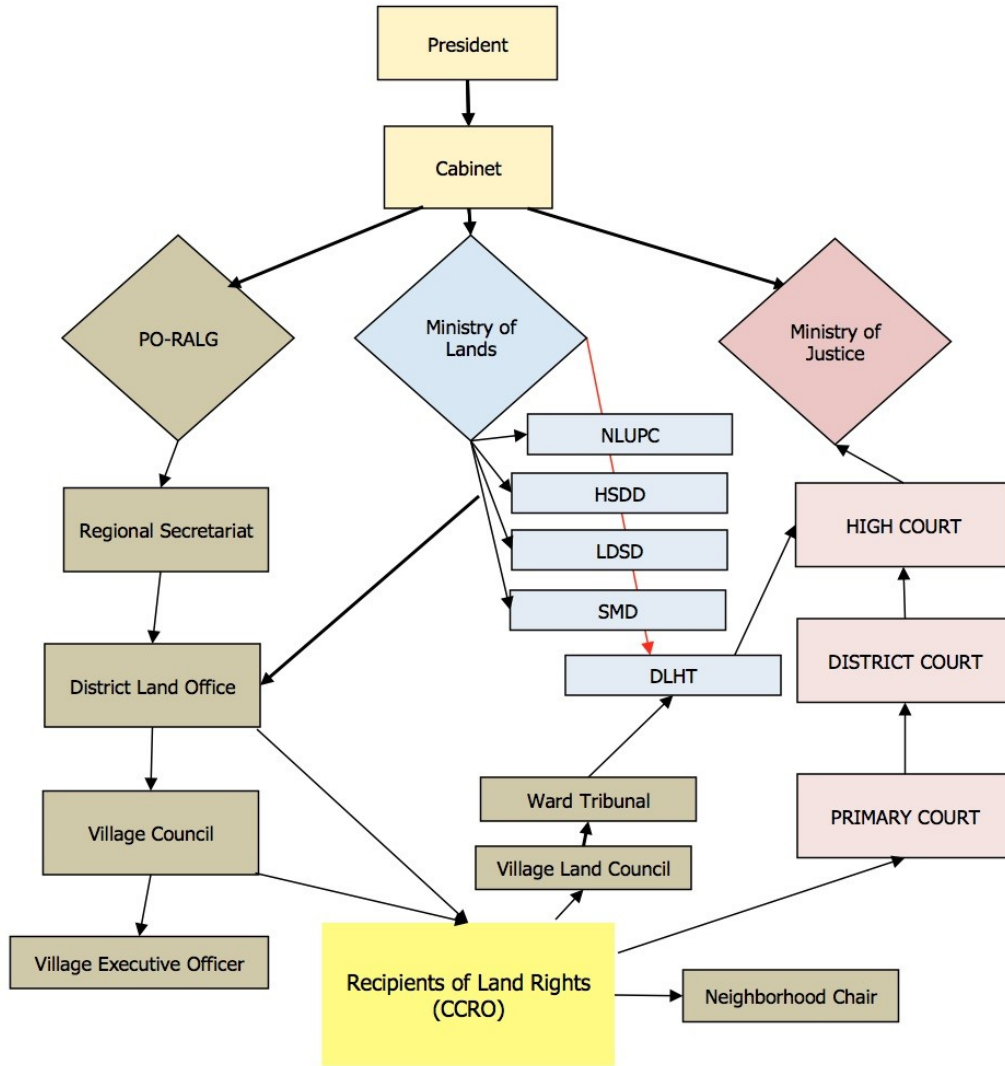 President
Cabinet
PO-RALG
Ministry of
Lands
Ministry of
Justice
NLUPC
HSDD
LDSD
SMD
DLHT
Regional Secretariat
District Land Office
Village Council
Village Executive Officer
HIGH COURT
DISTRICT COURT
PRIMARY COURT
Ward Tribunal
Village Land Council
Recipients of Land Rights
(CCRO)
Neighborhood Chair